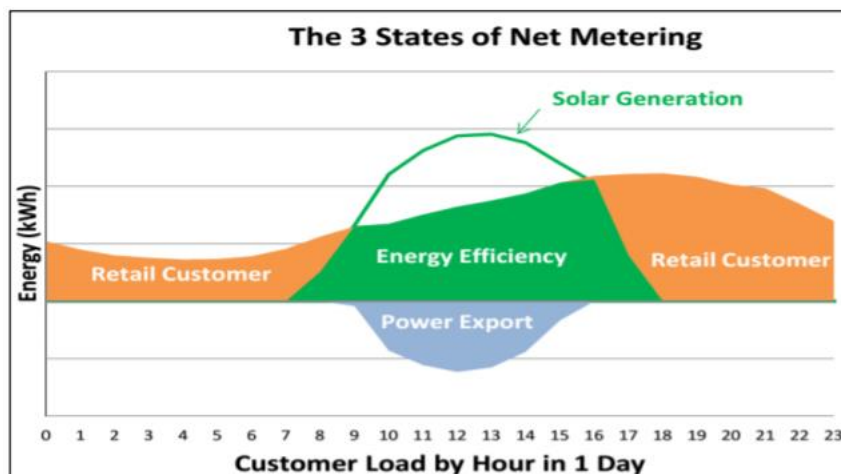 The 3 States of Net Metering
Solar Generation
Energy (kWh)
Energy Efficiency
Retail Customer
Retail Customer
Power Export
0 1 2 3 4 5 6 7 8 9 10 11 12 13 14 15 16 17 18 19 20 21 22 23
Customer Load by Hour in 1 Day